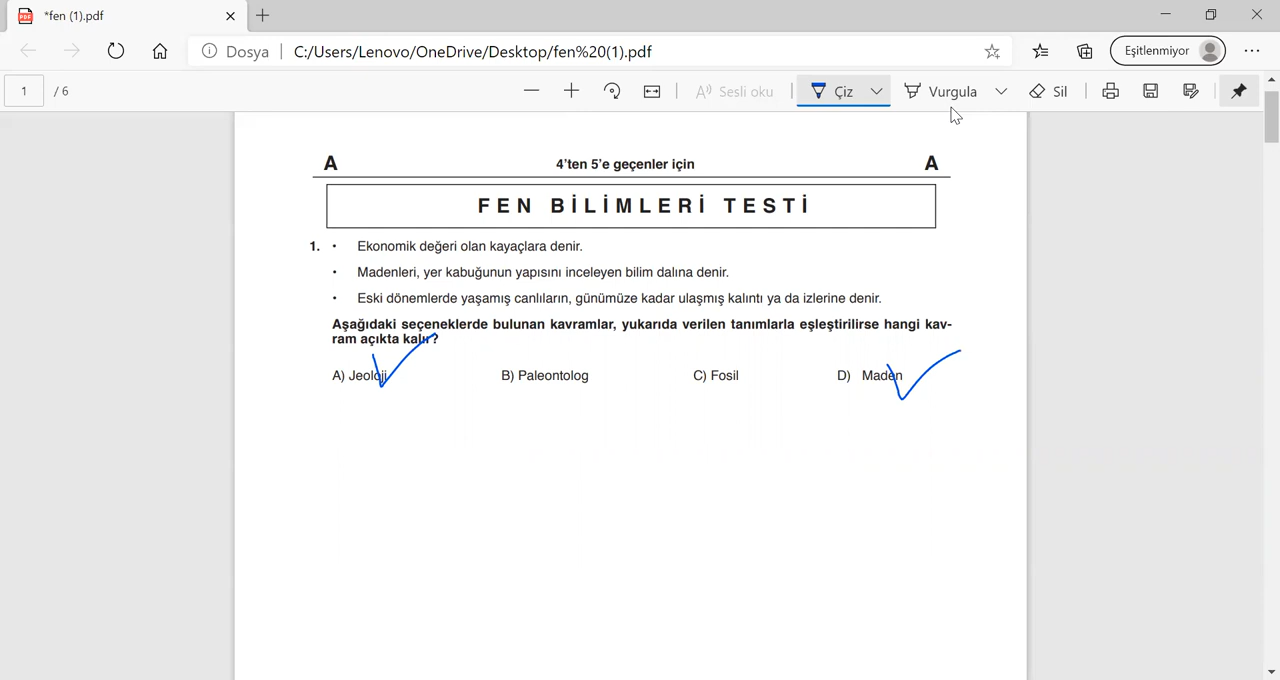 *fen (1).pdf
Dosya | C:/Users/Lenovo/OneDrive/Desktop/fen%20(1).pdf
Eşitlenmiyor
1 / 6
Sesli oku
Çiz
Vurgula
Sil
A 4'ten 5'e geçenler için A
FEN BİLİMLERİ TESTİ
1. • Ekonomik değeri olan kayaçlara denir.
• Madenleri, yer kabuğunun yapısını inceleyen bilim dalına denir.
• Eski dönemlerde yaşamış canlıların, günümüze kadar ulaşmış kalıntı ya da izlerine denir.
Aşağıdaki seçeneklerde bulunan kavramlar, yukarıda verilen tanımlarla eşleştirilirse hangi kav-
ram açıkta kalır?
A) Jeoloji B) Paleontolog C) Fosil D) Maden